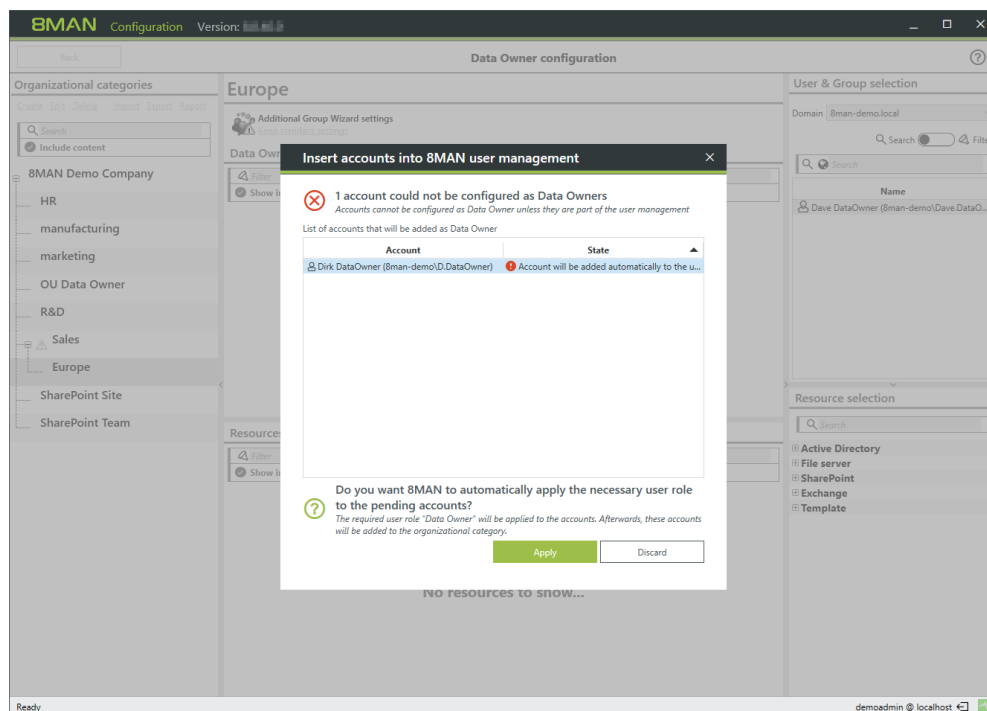 8MAN Configuration Version:
Back
Data Owner configuration
Organizational categories
Create Edit Delete Import Export Report
Search
Include content
8MAN Demo Company
HR
manufacturing
marketing
OU Data Owner
R&D
Sales
Europe
SharePoint Site
SharePoint Team
Europe
Additional Group Wizard settings
Keep standard settings
Data Owr
Filter
Show in
Resources
Filter
Show in
No resources to show...
Insert accounts into 8MAN user management
1 account could not be configured as Data Owners
Accounts cannot be configured as Data Owner unless they are part of the user management
List of accounts that will be added as Data Owner
Account State
Dirk DataOwner (8man-demo\D.DataOwner) Account will be added automatically to the u...
Do you want 8MAN to automatically apply the necessary user role
to the pending accounts?
The required user role "Data Owner" will be applied to the accounts. Afterwards, these accounts
will be added to the organizational category.
Apply Discard
User & Group selection
Domain 8man-demo.local
Search Filte
Search
Name
Dave DataOwner (8man-demo\Dave.DataO...
Resource selection
Search
Active Directory
File server
SharePoint
Exchange
Template
Ready
demoadmin @ localhost